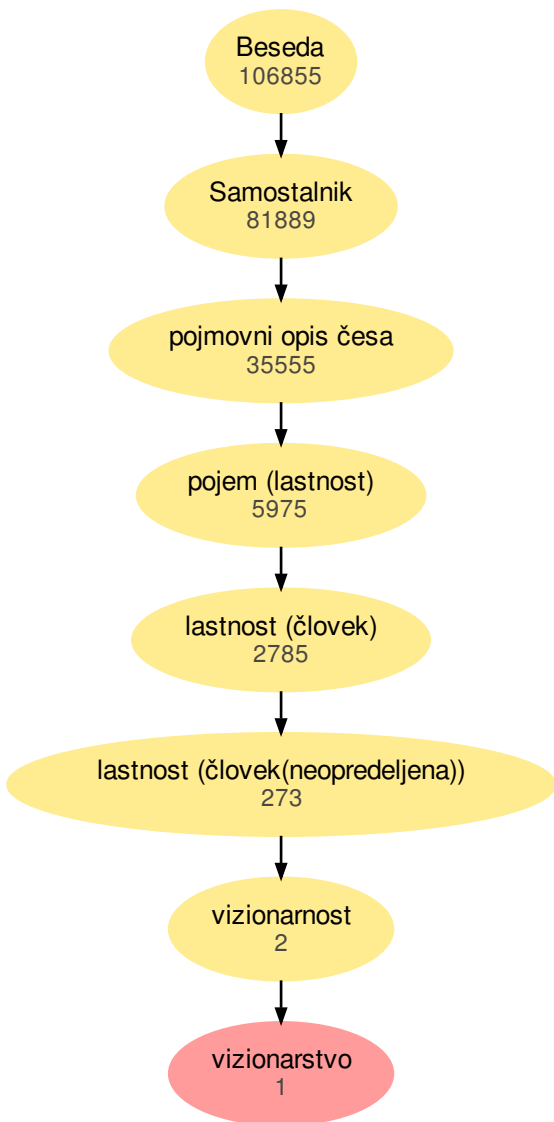 Beseda
106855
Samostalnik
81889
pojmovni opis česa
35555
pojem (lastnost)
5975
lastnost (človek)
2785
lastnost (človek(neopredeljena))
273
vizionarnost
2
vizionarstvo
1